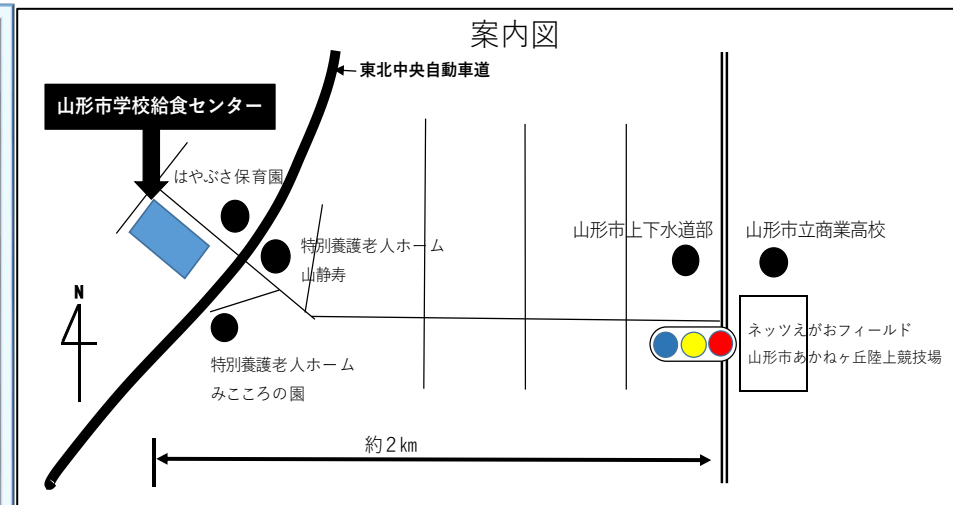 案内図
東北中央自動車道
山形市学校給食センター
はやぶさ保育園
特別養護老人ホーム
山静寿
山形市上下水道部
山形市立商業高校
N
ネッツえがおフィールド
山形市あかねヶ丘陸上競技場
特別養護老人ホーム
みこころの園
約2㎞